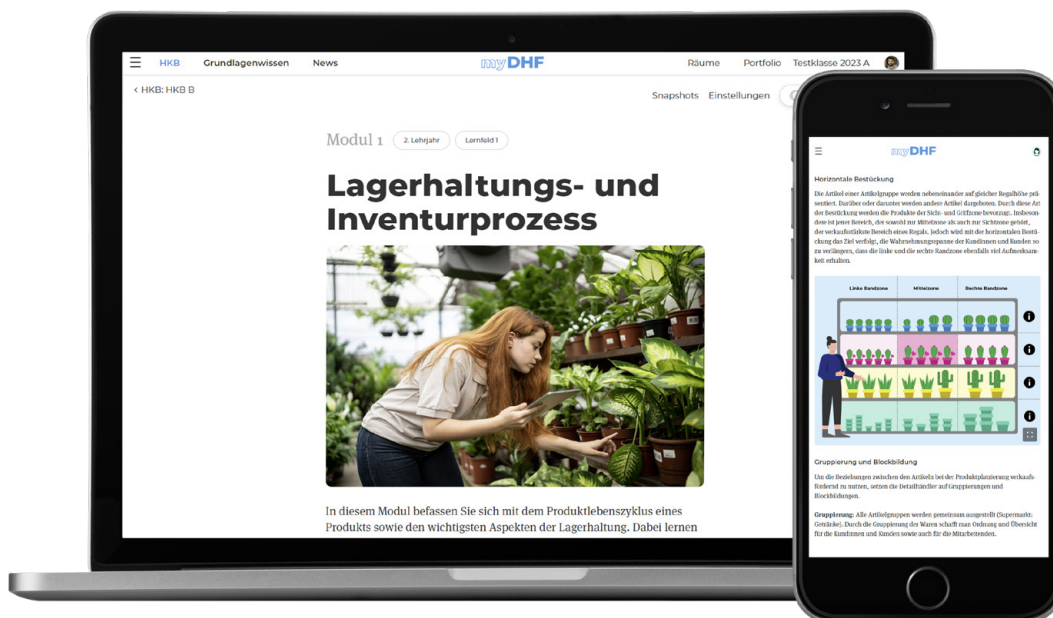 HKB Grundlagenwissen News myDHF Räume Portfolio Testklasse 2023 A
< HKB: HKB B
Snapshots Einstellungen
Modul 1 2. Lehrjahr Lernfeld 1
Lagerhaltungs- und
Inventurprozess
In diesem Modul befassen Sie sich mit dem Produktlebenszyklus eines
Produkts sowie den wichtigsten Aspekten der Lagerhaltung. Dabei lernen
myDHF
Horizontale Bestückung
Die Artikel einer Artikelgruppe werden nebeneinander auf gleicher Regalhöhe prä-
sentiert. Darüber oder darunter werden andere Artikel dargeboten. Durch diese Art
der Bestückung werden die Produkte der Sicht- und Griffzone bevorzugt. Insbeson-
dere ist jener Bereich, der sowohl zur Mittelzone als auch zur Sichtzone gehört,
der verkaufsstärkste Bereich eines Regals. Jedoch wird mit der horizontalen Bestü-
ckung das Ziel verfolgt, die Wahrnehmungsspanne der Kundinnen und Kunden so
zu verlängern, dass die linke und die rechte Randzone ebenfalls viel Aufmerksam-
keit erhalten.
Linke Randzone Mittelzone Rechte Randzone
Gruppierung und Blockbildung
Um die Beziehungen zwischen den Artikeln bei der Produktplatzierung verkaufs-
fördernd zu nutzen, setzen die Detailhändler auf Gruppierungen und
Blockbildungen.
Gruppierung: Alle Artikelgruppen werden gemeinsam ausgestellt (Supermarkt:
Getränke). Durch die Gruppierung der Waren schafft man Ordnung und Übersicht
für die Kundinnen und Kunden sowie auch für die Mitarbeitenden.